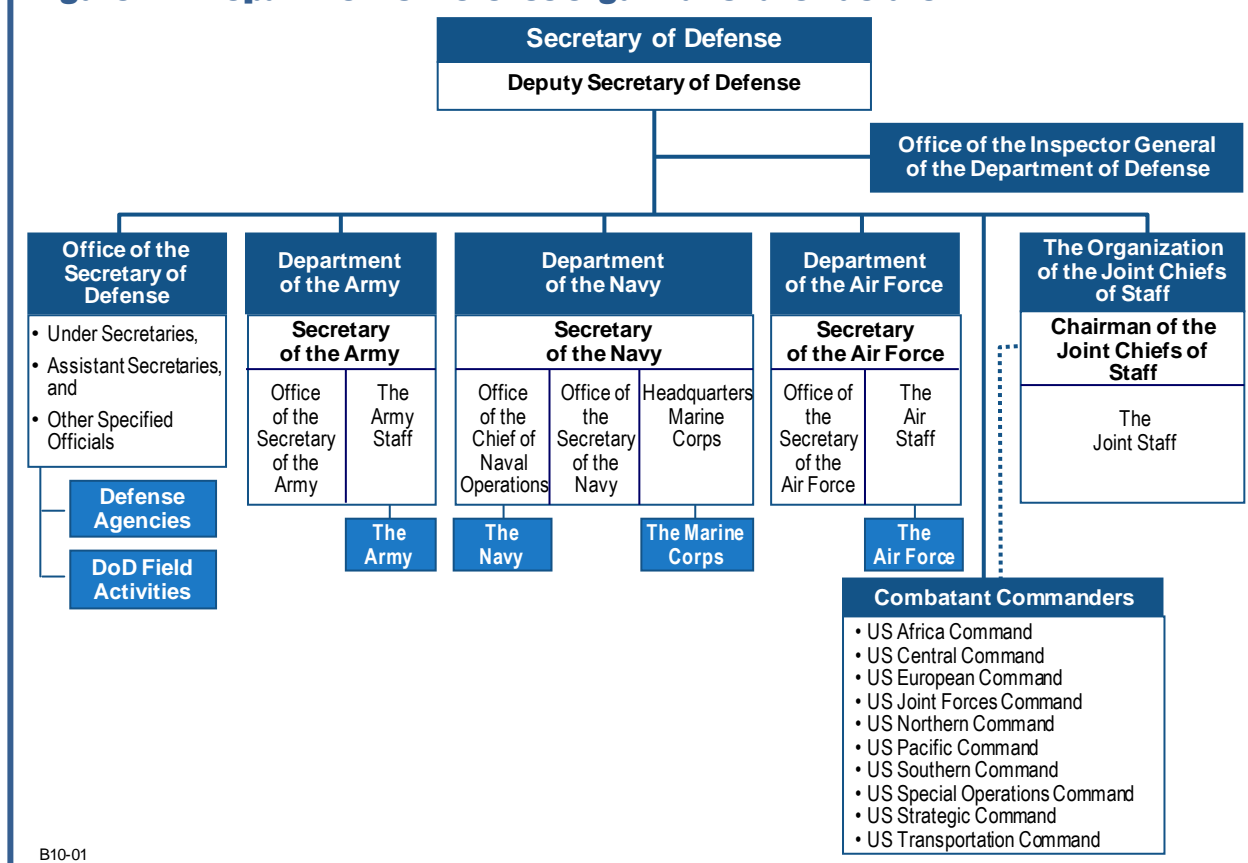 Secretary of Defense
Deputy Secretary of Defense
Office of the Inspector General
of the Department of Defense
Office of the
Secretary of
Defense
• Under Secretaries,
• Assistant Secretaries,
and
• Other Specified
Officials
Defense
Agencies
DoD Field
Activities
Department
of the Army
Secretary
of the Army
Office
of the
Secretary
of the
Army
The
Army
Staff
The
Army
Department
of the Navy
Secretary
of the Navy
Office
of the
Chief of
Naval
Operations
Office of
the
Secretary
of the
Navy
Headquarters
Marine
Corps
The
Navy
The Marine
Corps
Department
of the Air Force
Secretary
of the Air Force
Office of
the
Secretary
of the
Air Force
The
Air
Staff
The
Air Force
The Organization
of the Joint Chiefs
of Staff
Chairman of the
Joint Chiefs of
Staff
The
Joint Staff
Combatant Commanders
• US Africa Command
• US Central Command
• US European Command
• US Joint Forces Command
• US Northern Command
• US Pacific Command
• US Southern Command
• US Special Operations Command
• US Strategic Command
• US Transportation Command
B10-01